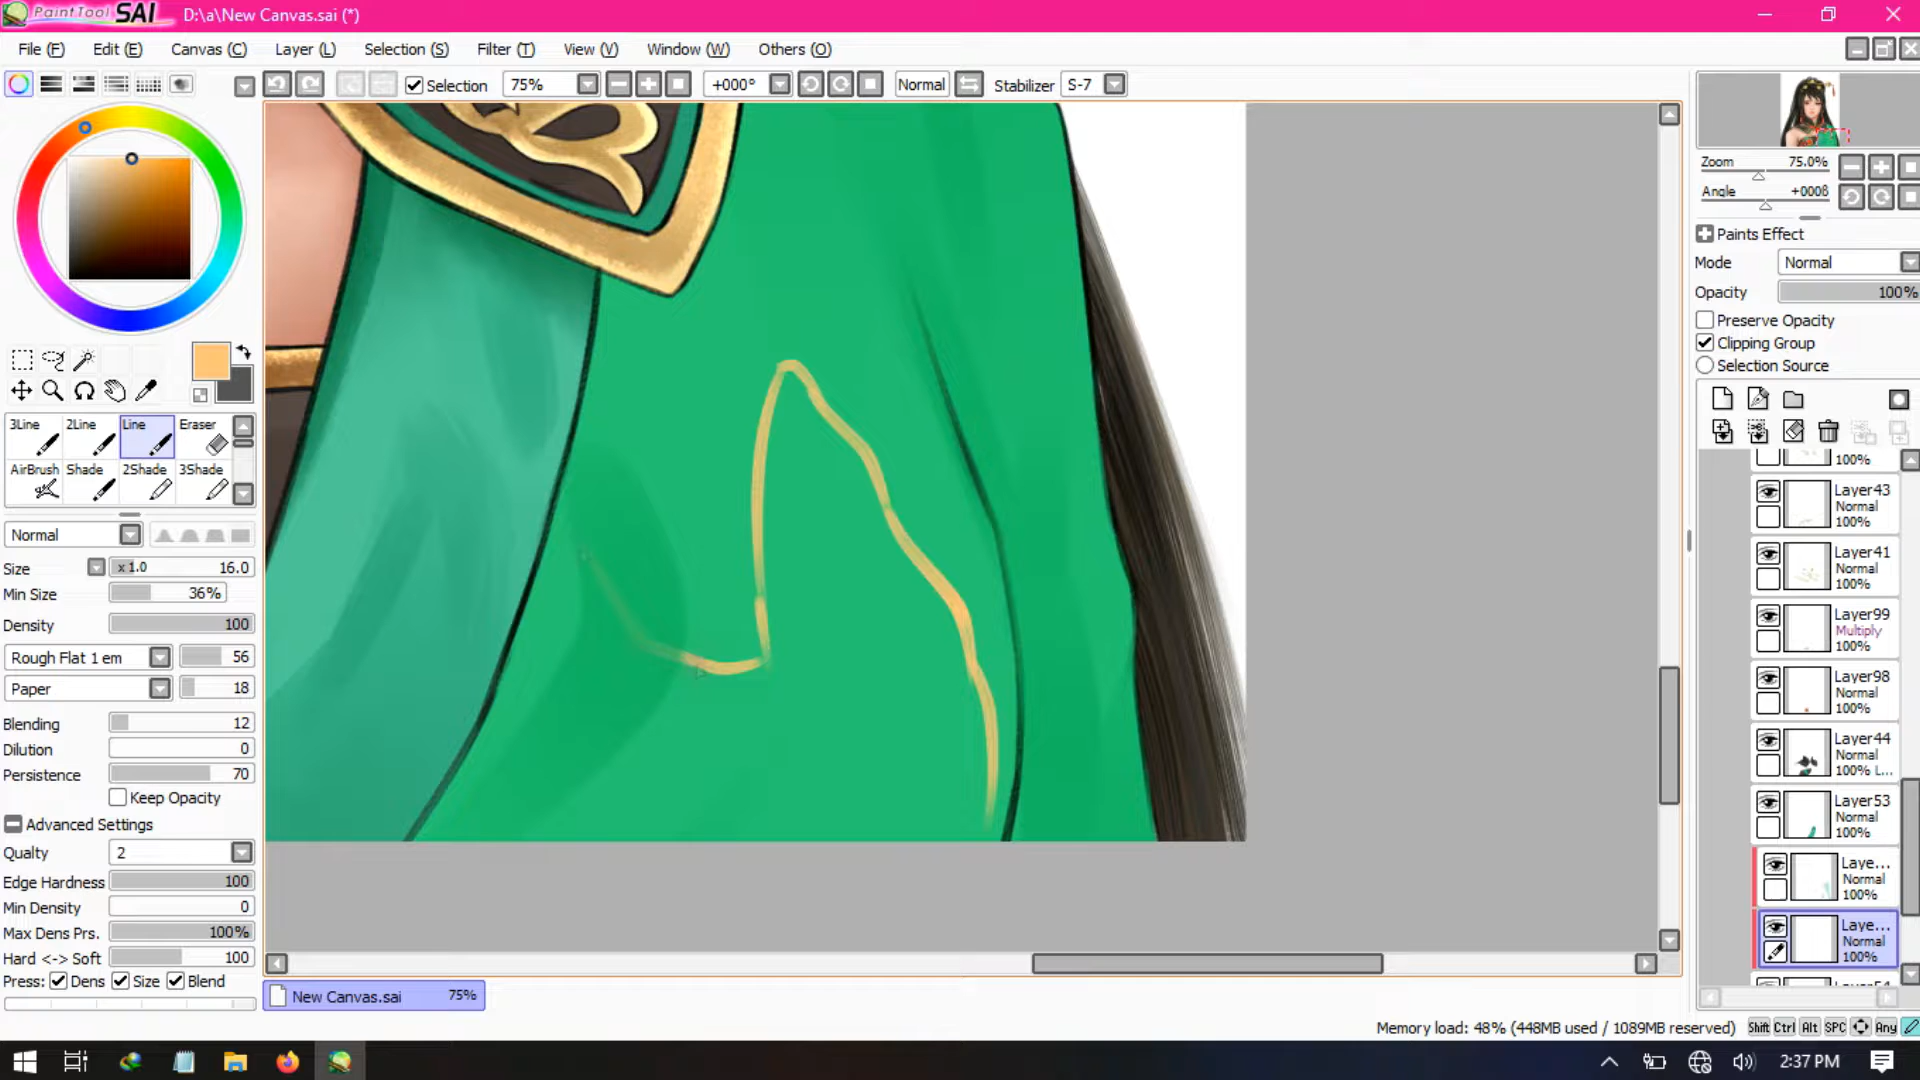 PaintTool SAI D:\a\New Canvas.sai (*)
File (F) Edit (E) Canvas (C) Layer (L) Selection (S) Filter (T) View (V) Window (W) Others (O)
Selection 75% +000° Normal Stabilizer S-7
Zoom 75.0%
Angle +000ß
Paints Effect
Mode Normal
Opacity 100%
Preserve Opacity
Clipping Group
Selection Source
3Line 2Line Line Eraser
AirBrush Shade 2Shade 3Shade
Normal
Size x 1.0 16.0
Min Size 36%
Density 100
Rough Flat 1 em 56
Paper 18
Blending 12
Dilution 0
Persistence 70
Keep Opacity
Advanced Settings
Qualty 2
Edge Hardness 100
Min Density 0
Max Dens Prs. 100%
Hard <-> Soft 100
Press: Dens Size Blend
100%
Layer43
Normal
100%
Layer41
Normal
100%
Layer99
Multiply
100%
Layer98
Normal
100%
Layer44
Normal
100% L...
Layer53
Normal
100%
Laye...
Normal
100%
Laye...
Normal
100%
New Canvas.sai 75%
Memory load: 48% (448MB used / 1089MB reserved) Shift Ctrl Alt SPC Any
2:37 PM